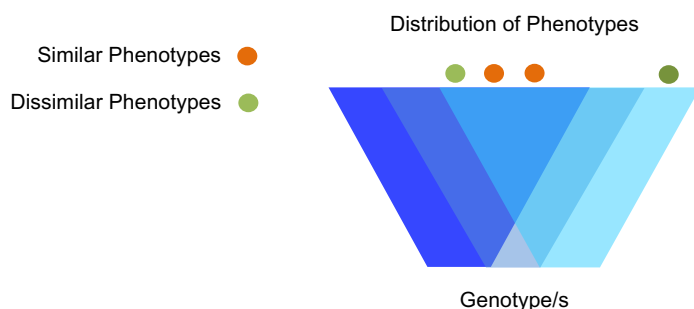 Distribution of Phenotypes
Similar Phenotypes
Dissimilar Phenotypes
Genotype/s